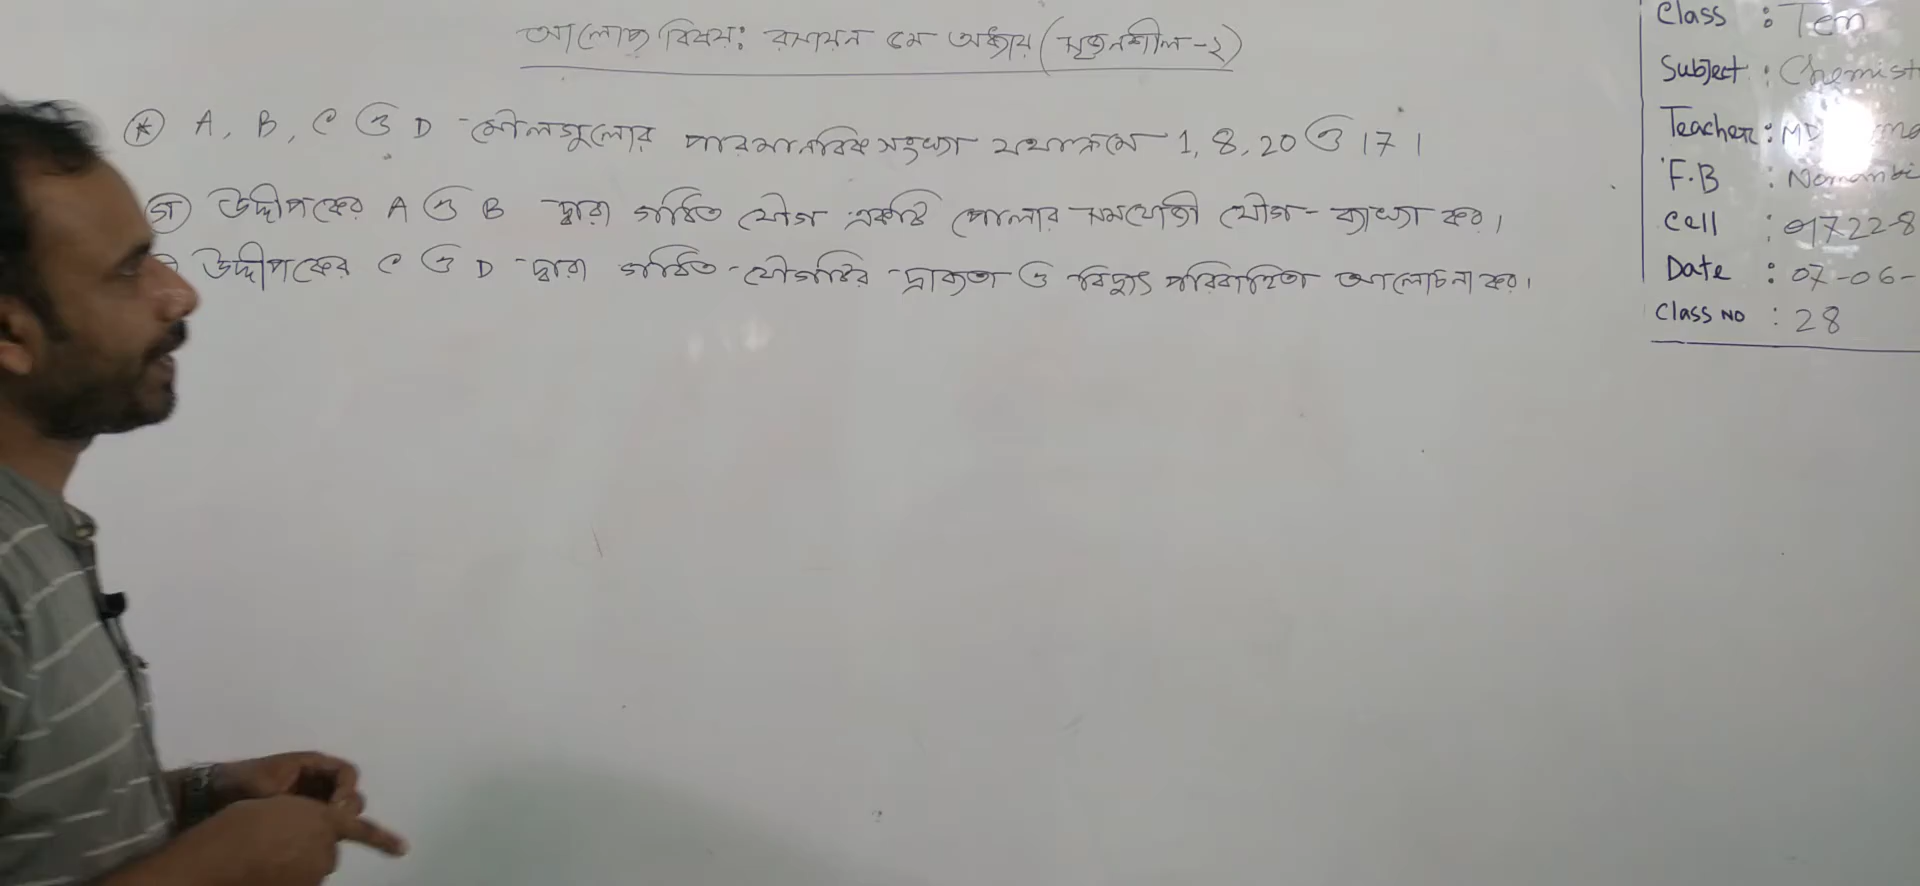 আলোচ্য বিষয়: রসায়ন ৫ম অধ্যায় (সৃজনশীল-২)
* A, B, C ও D মৌলগুলোর পারমানবিক সংখ্যা যথাক্রমে 1, 8, 20 ও 17।
গ উদ্দীপকের A ও B দ্বারা গঠিত যৌগ একটি পোলার সমযোজী যৌগ - ব্যাখ্যা কর।
উদ্দীপকের C ও D দ্বারা গঠিত যৌগটির দ্রাব্যতা ও বিদ্যুৎ পরিবাহিতা আলোচনা কর।
Class : Ten
Subject : Chemist
Teacher : MD
F.B :
Cell : 01722-8
Date : 07-06-
Class NO : 28